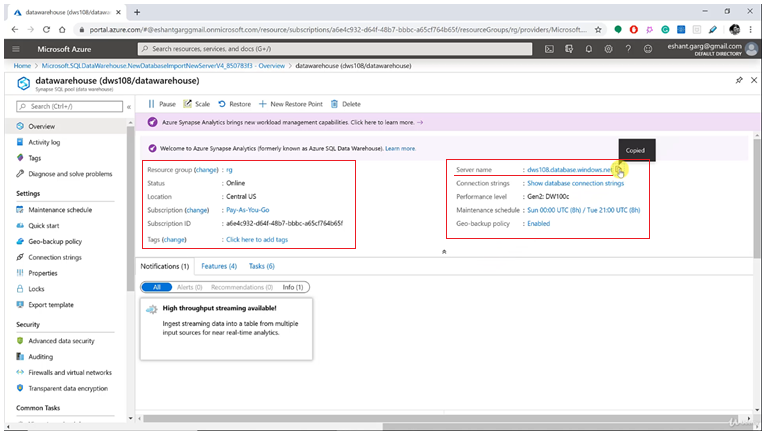 datawarehouse (dws108/datawar
portal.azure.com/#@eshantgarggmail.onmicrosoft.com/resource/subscriptions/a6e4c932-d64f-48b7-bbbc-a65cf764b65f/resourceGroups/rg/providers/Microsoft....
Microsoft Azure
Search resources, services, and docs (G+/)
eshant.garg@gmail.com
DEFAULT DIRECTORY
Home > Microsoft.SQLDataWarehouse.NewDatabaseImportNewServerV4_850783f3 - Overview > datawarehouse (dws108/datawarehouse)
datawarehouse (dws108/datawarehouse)
Synapse SQL pool (data warehouse)
Search (Ctrl+/)
Overview
Activity log
Tags
Diagnose and solve problems
Settings
Maintenance schedule
Quick start
Geo-backup policy
Connection strings
Properties
Locks
Export template
Security
Advanced data security
Auditing
Firewalls and virtual networks
Transparent data encryption
Common Tasks
Pause Scale Restore New Restore Point Delete
Azure Synapse Analytics brings new workload management capabilities. Click here to learn more.
Welcome to Azure Synapse Analytics (formerly known as Azure SQL Data Warehouse). Learn more.
Copied
Resource group (change) : rg
Status : Online
Location : Central US
Subscription (change) : Pay-As-You-Go
Subscription ID : a6e4c932-d64f-48b7-bbbc-a65cf764b65f
Tags (change) : Click here to add tags
Server name : dws108.database.windows.net
Connection strings : Show database connection strings
Performance level : Gen2: DW100c
Maintenance schedule : Sun 00:00 UTC (8h) / Tue 21:00 UTC (8h)
Geo-backup policy : Enabled
Notifications (1) Features (4) Tasks (6)
All Alerts (0) Recommendations (0) Info (1)
High throughput streaming available!
Ingest streaming data into a table from multiple
input sources for near real-time analytics.